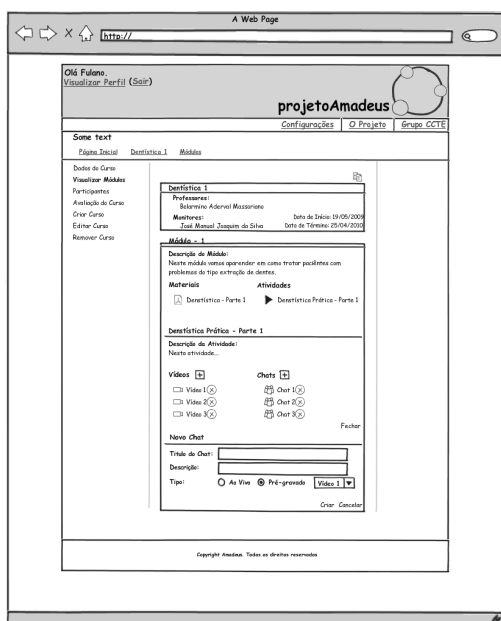 A Web Page
http://
Olá Fulano.
Visualizar Perfil (Sair)
projetoAmadeus
Configurações O Projeto Grupo CCTE
Some text
Página Inicial Dentística 1 Módulos
Dados do Curso
Visualizar Módulos
Participantes
Avaliação do Curso
Criar Curso
Editar Curso
Remover Curso
Dentística 1
Professores:
Belarmino Aderval Massariano
Monitores: Data de Início: 19/05/2009
José Manual Joaquim da Silva Data de Término: 25/04/2010
Módulo - 1
Descrição do Módulo:
Neste módulo vamos aparender em como tratar paciêntes com
problemas do tipo extração de dentes.
Materiais Atividades
Denstística - Parte 1 Denstística Prática - Parte 1
Denstística Prática - Parte 1
Descrição da Atividade:
Nesta atividade...
Vídeos + Chats +
Vídeo 1 X Chat 1 X
Vídeo 2 X Chat 2 X
Vídeo 3 X Chat 3 X
Fechar
Novo Chat
Título do Chat:
Descrição:
Tipo: Ao Vivo Pré-gravado Vídeo 1
Criar Cancelar
Copyright Amadeus. Todos os direitos reservados